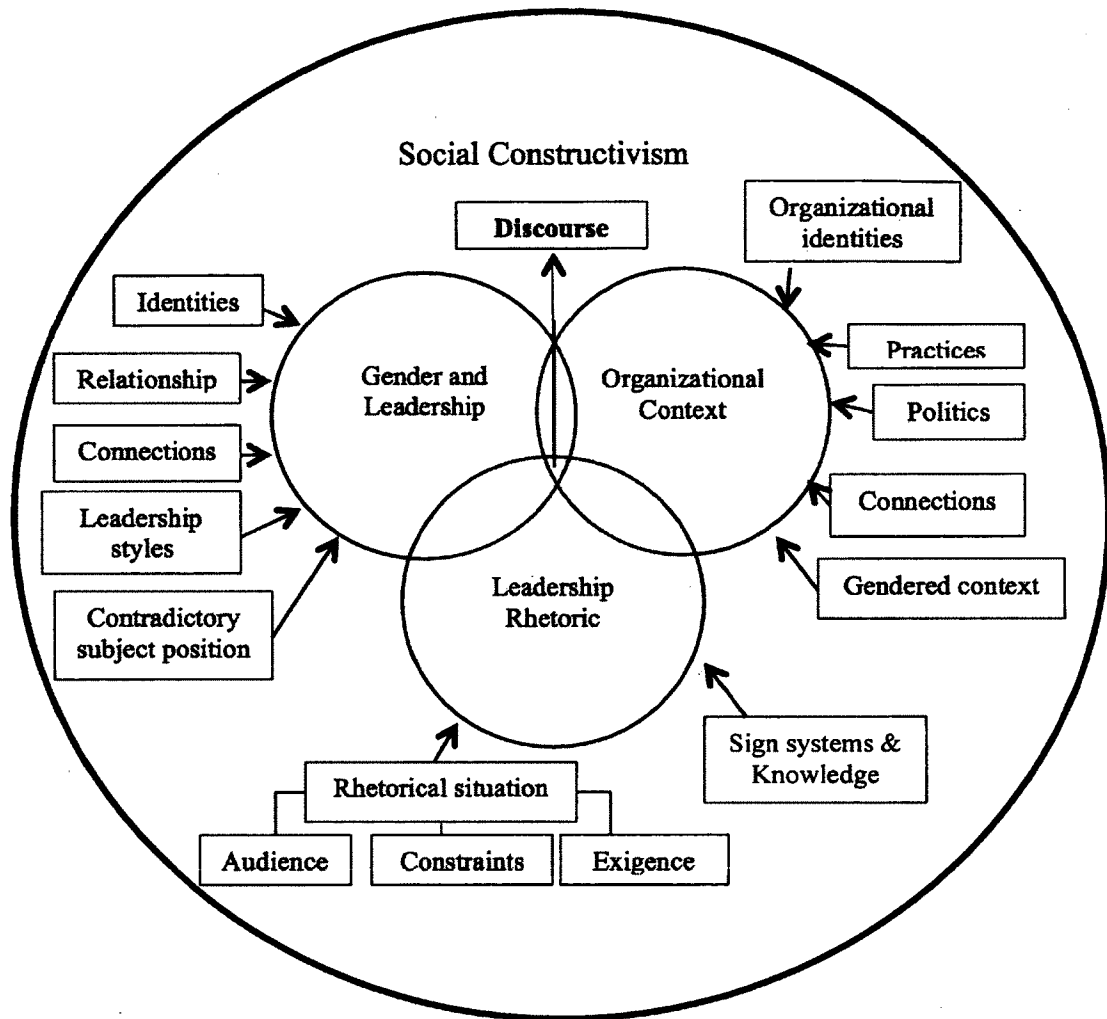 Social Constructivism
Discourse
Organizational
identities
Identities
Practices
Relationship
Gender and
Leadership
Organizational
Context
Politics
Connections
Connections
Leadership
styles
Leadership
Rhetoric
Gendered context
Contradictory
subject position
Sign systems &
Knowledge
Rhetorical situation
Audience
Constraints
Exigence